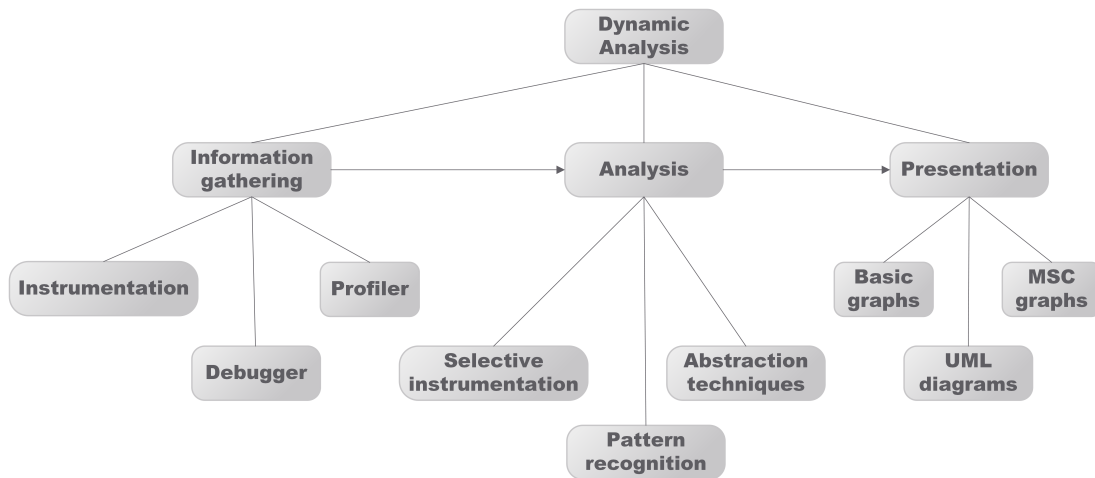 Dynamic
Analysis
Information
gathering
Analysis
Presentation
Instrumentation
Profiler
Basic
graphs
MSC
graphs
Debugger
Selective
instrumentation
Abstraction
techniques
UML
diagrams
Pattern
recognition